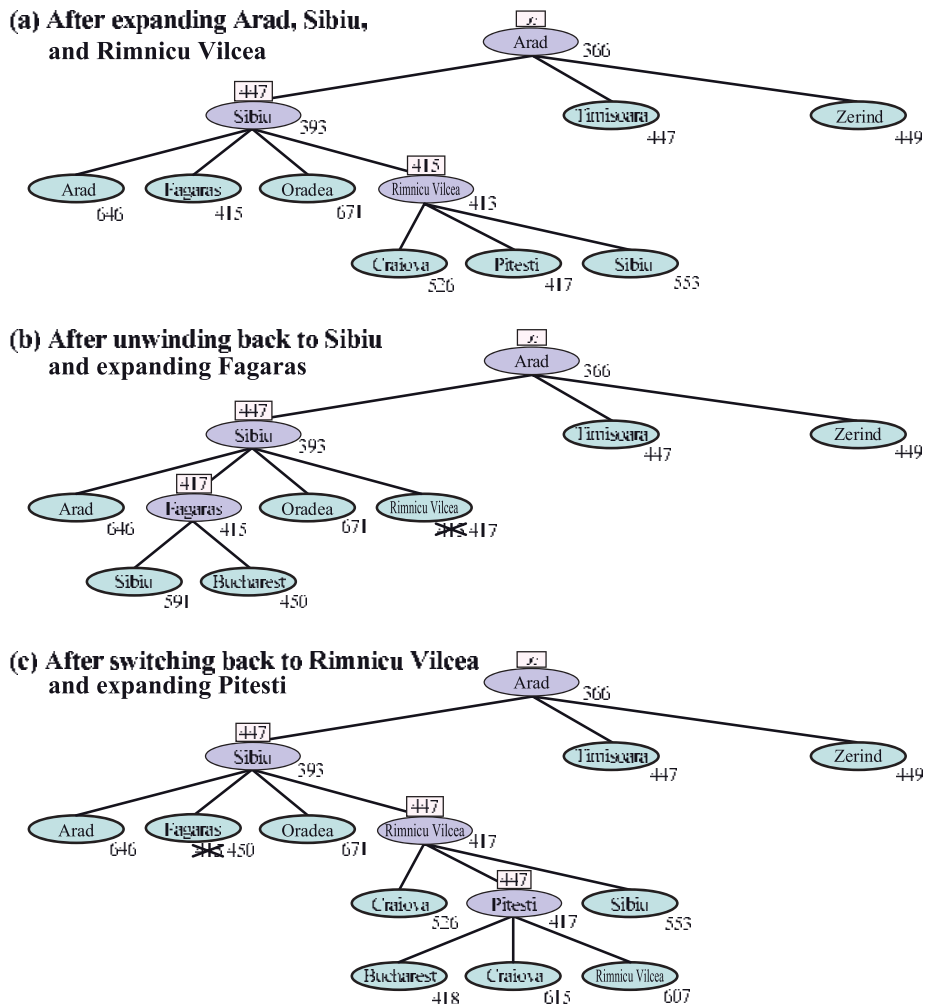 (a) After expanding Arad, Sibiu,
and Rimnicu Vilcea
Arad
366
447
Sibiu
393
Timisoara
447
Zerind
449
Arad
646
Fagaras
415
Oradea
671
415
Rimnicu Vilcea
413
Craiova
526
Pitesti
417
Sibiu
553
(b) After unwinding back to Sibiu
and expanding Fagaras
Arad
366
447
Sibiu
393
Timisoara
447
Zerind
449
Arad
646
417
Fagaras
415
Oradea
671
Rimnicu Vilcea
417
Sibiu
591
Bucharest
450
(c) After switching back to Rimnicu Vilcea
and expanding Pitesti
Arad
366
447
Sibiu
393
Timisoara
447
Zerind
449
Arad
646
Fagaras
450
Oradea
671
447
Rimnicu Vilcea
417
Craiova
526
447
Pitesti
417
Sibiu
553
Bucharest
418
Craiova
615
Rimnicu Vilcea
607